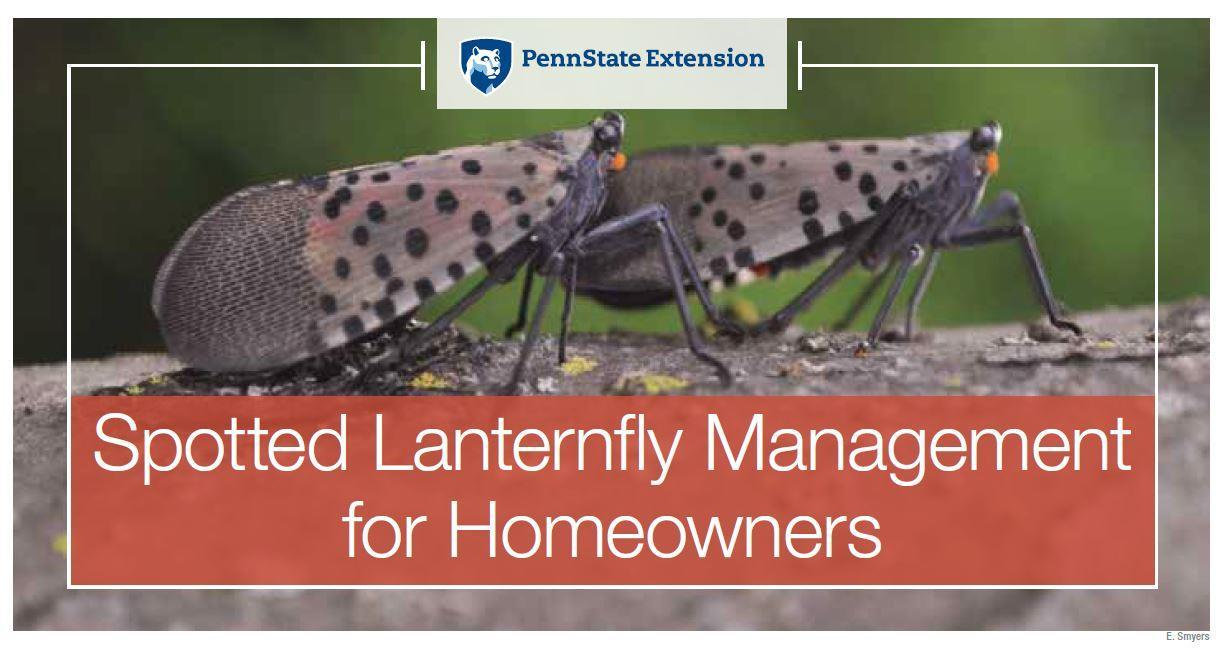 PennState Extension
Spotted Lanternfly Management
for Homeowners
E. Smyers